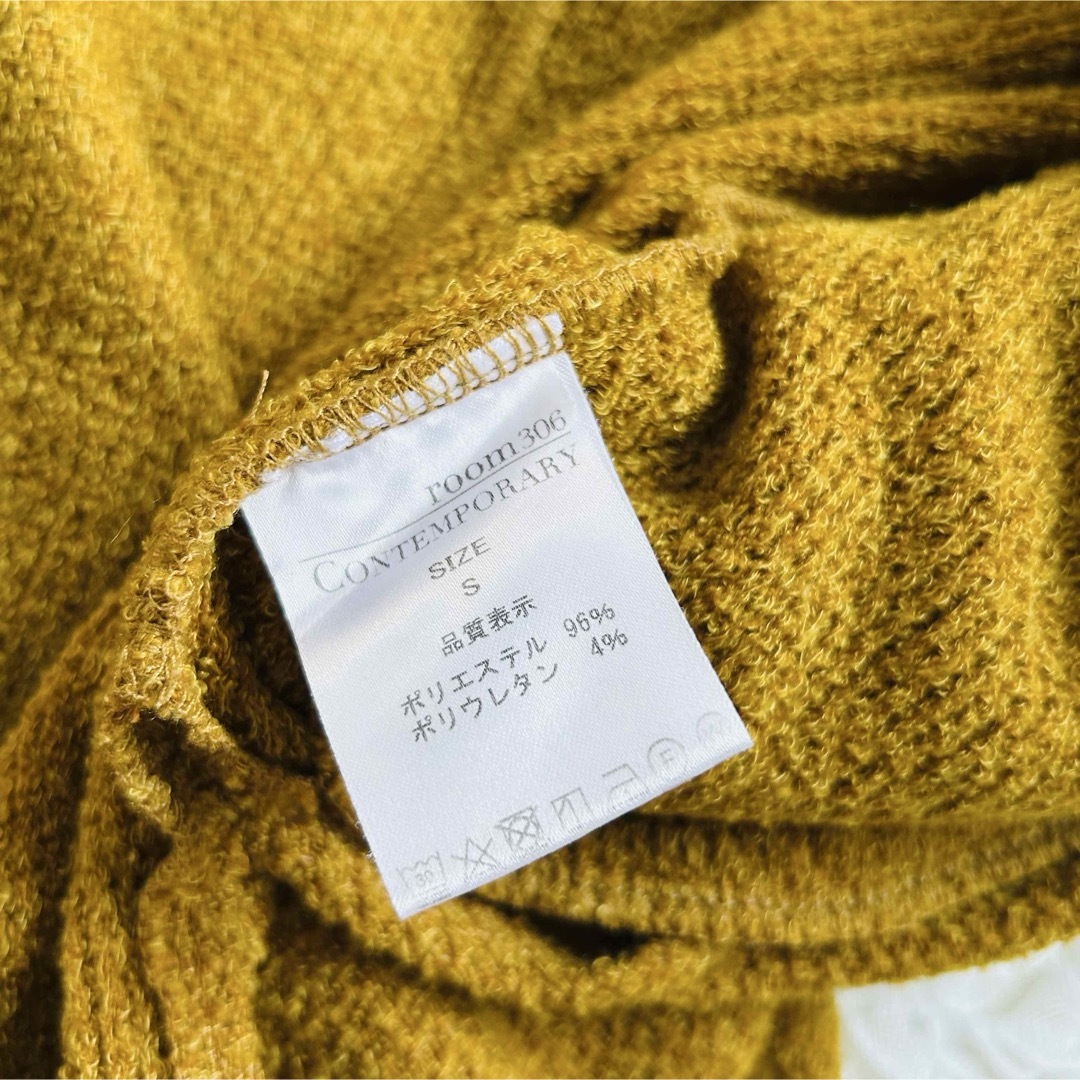 room306
CONTEMPORARY
SIZE
S
品質表示
ポリエステル 96%
ポリウレタン 4%
30 F